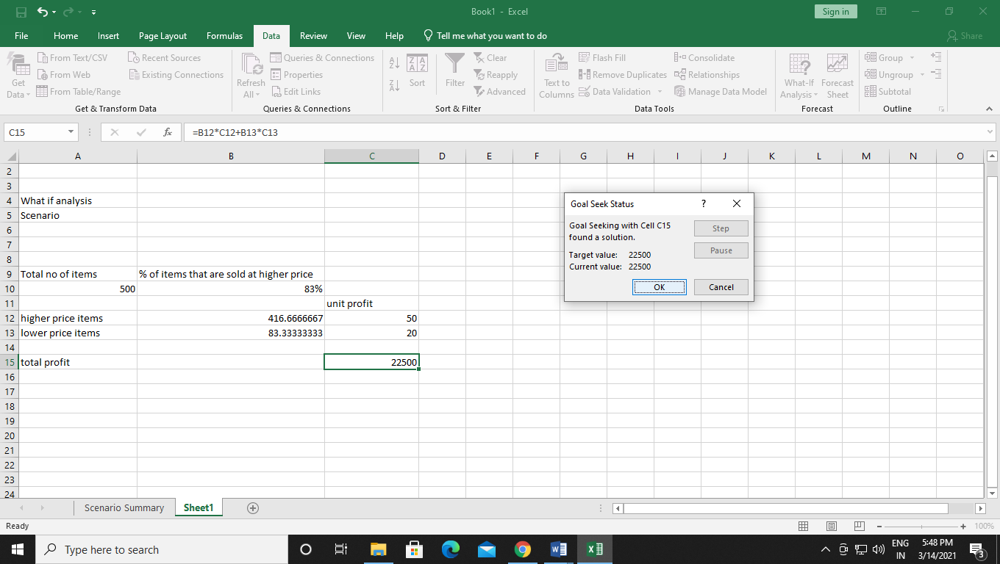 Book1 - Excel
Sign in
File Home Insert Page Layout Formulas Data Review View Help Tell me what you want to do Share
Get Data
From Text/CSV
From Web
From Table/Range
Recent Sources
Existing Connections
Get & Transform Data
Refresh All
Queries & Connections
Properties
Edit Links
Queries & Connections
A Z
Z A
Z A A Z
Sort
Filter
Clear
Reapply
Advanced
Sort & Filter
Text to Columns
Flash Fill
Remove Duplicates
Data Validation
Consolidate
Relationships
Manage Data Model
Data Tools
What-If Analysis
Forecast Sheet
Forecast
Group
Ungroup
Subtotal
Outline
C15 fx =B12*C12+B13*C13
A B C D E F G H I J K L M N O
2
3
4 What if analysis
5 Scenario
6
7
8
9 Total no of items % of items that are sold at higher price
10 500 83%
11 unit profit
12 higher price items 416.6666667 50
13 lower price items 83.33333333 20
14
15 total profit 22500
16
17
18
19
20
21
22
23
24
Goal Seek Status ?
Goal Seeking with Cell C15
found a solution.
Target value: 22500
Current value: 22500
Step
Pause
OK Cancel
Scenario Summary Sheet1
Ready 100%
Type here to search
ENG
IN
5:48 PM
3/14/2021
3